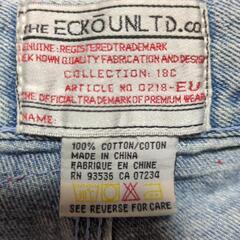 THE ECKOUNLTD.CO
GENUINE REGISTERED TRADEMARK
KNOWN QUALITY FABRICATION AND DESIGN
COLLECTION: 18C
ARTICLE NO 0218-EU
THE OFFICIAL TRADEMARK OF PREMIUM WEAR
NAME:
100% COTTON/COTON
MADE IN CHINA
FABRIQUE EN CHINE
RN 93536 CA 07230
SEE REVERSE FOR CARE